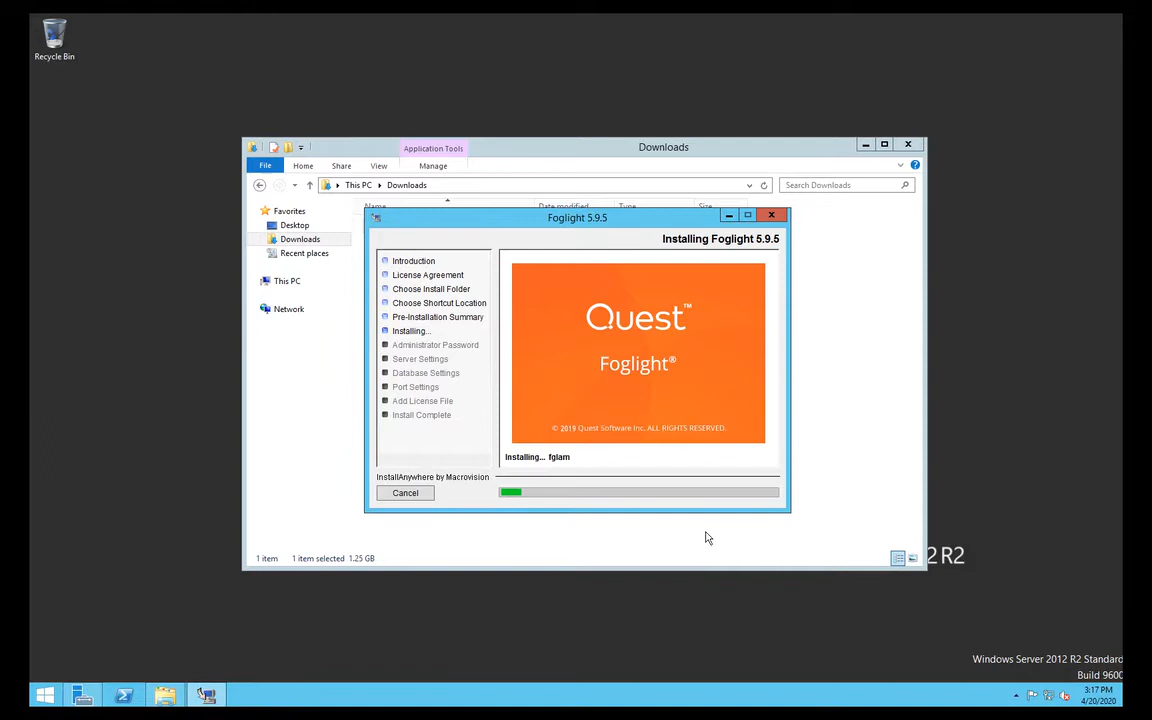 Recycle Bin
Application Tools
Downloads
File
Home
Share
View
Manage
This PC
Downloads
Search Downloads
Favorites
Desktop
Downloads
Recent places
This PC
Network
Name
Date modified
Type
Size
Foglight 5.9.5
Installing Foglight 5.9.5
Introduction
License Agreement
Choose Install Folder
Choose Shortcut Location
Pre-Installation Summary
Installing...
Administrator Password
Server Settings
Database Settings
Port Settings
Add License File
Install Complete
Quest™
Foglight®
© 2019 Quest Software Inc. ALL RIGHTS RESERVED.
Installing... fglam
InstallAnywhere by Macrovision
Cancel
1 item
1 item selected 1.25 GB
2 R2
Windows Server 2012 R2 Standard
Build 9600
3:17 PM
4/20/2020